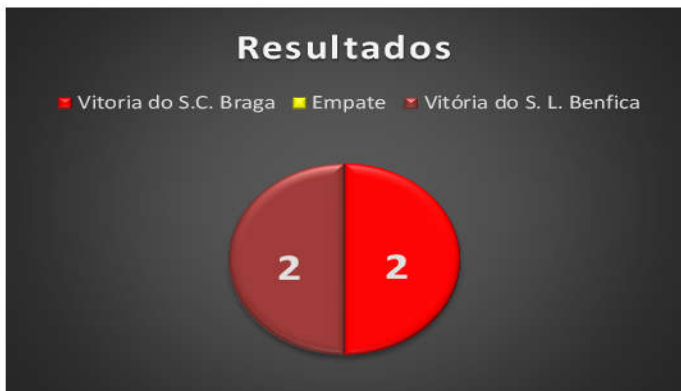 Resultados
Vitoria do S.C. Braga Empate Vitória do S. L. Benfica
2 2